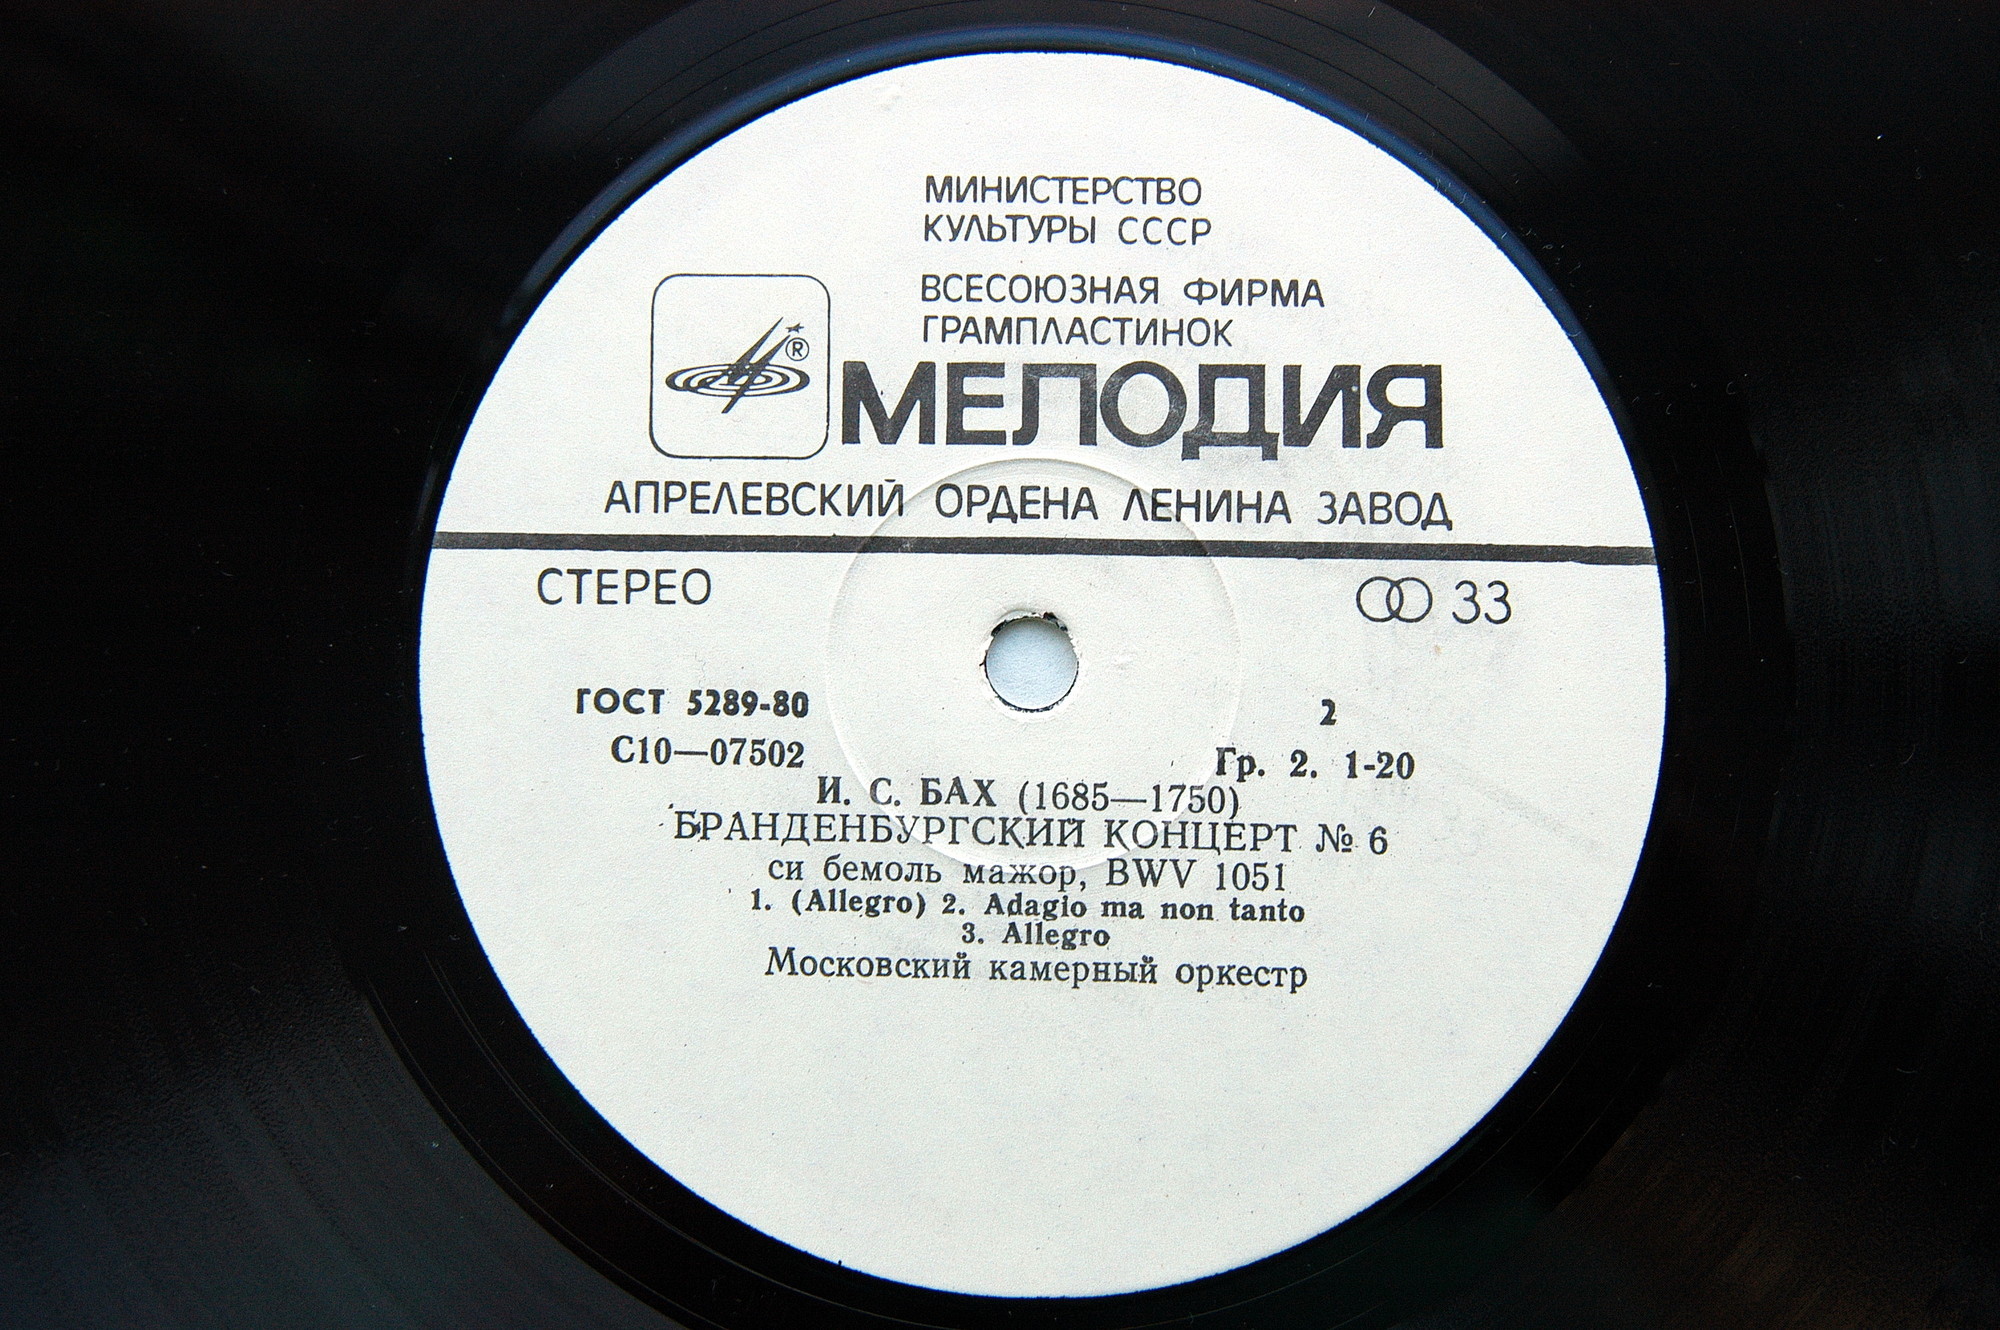 МИНИСТЕРСТВО
КУЛЬТУРЫ СССР
ВСЕСОЮЗНАЯ ФИРМА
ГРАМПЛАСТИНОК
®
МЕЛОДИЯ
АПРЕЛЕВСКИЙ ОРДЕНА ЛЕНИНА ЗАВОД
СТЕРЕО 33
ГОСТ 5289-80 2
С10—07502 Гр. 2. 1-20
И. С. БАХ (1685—1750)
БРАНДЕНБУРГСКИЙ КОНЦЕРТ № 6
си бемоль мажор, BWV 1051
1. (Allegro) 2. Adagio ma non tanto
3. Allegro
Московский камерный оркестр